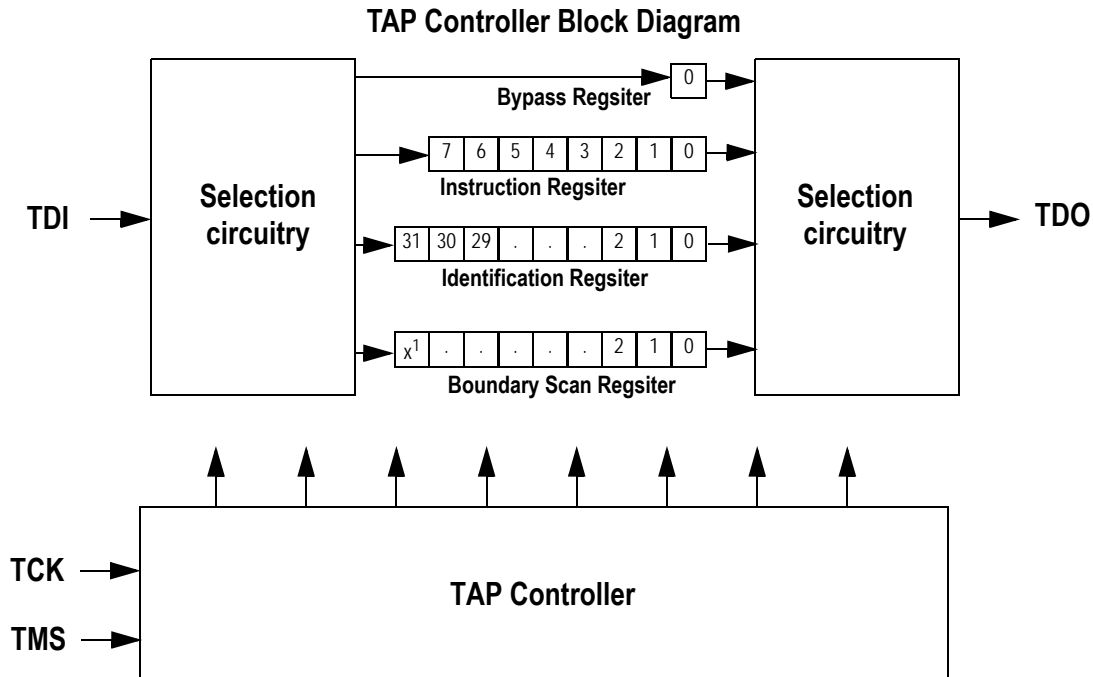 TAP Controller Block Diagram
0
Bypass Regsiter
7 6 5 4 3 2 1 0
Instruction Regsiter
TDI
Selection
circuitry
Selection
circuitry
TDO
31 30 29 . . . 2 1 0
Identification Regsiter
x1 . . . . . 2 1 0
Boundary Scan Regsiter
TCK
TAP Controller
TMS